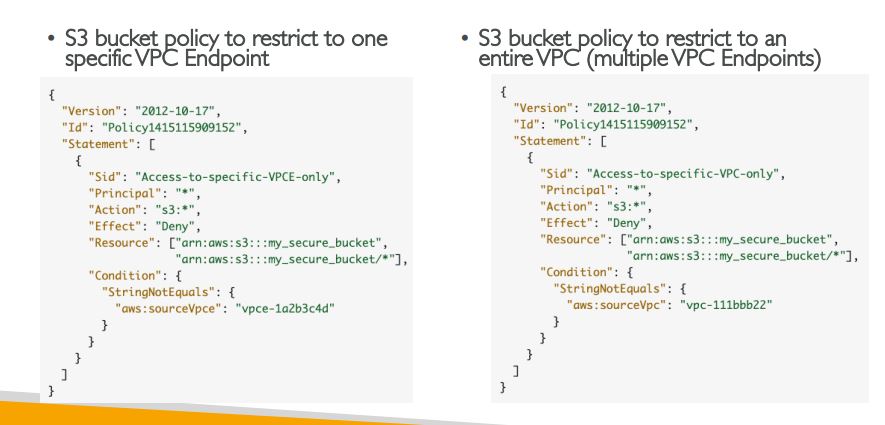 • S3 bucket policy to restrict to one
specific VPC Endpoint
{
"Version": "2012-10-17",
"Id": "Policy1415115909152",
"Statement": [
{
"Sid": "Access-to-specific-VPCE-only",
"Principal": "*",
"Action": "s3:*",
"Effect": "Deny",
"Resource": ["arn:aws:s3:::my_secure_bucket",
"arn:aws:s3:::my_secure_bucket/*"],
"Condition": {
"StringNotEquals": {
"aws:sourceVpce": "vpce-1a2b3c4d"
}
}
}
]
}
• S3 bucket policy to restrict to an
entire VPC (multiple VPC Endpoints)
{
"Version": "2012-10-17",
"Id": "Policy1415115909152",
"Statement": [
{
"Sid": "Access-to-specific-VPC-only",
"Principal": "*",
"Action": "s3:*",
"Effect": "Deny",
"Resource": ["arn:aws:s3:::my_secure_bucket",
"arn:aws:s3:::my_secure_bucket/*"],
"Condition": {
"StringNotEquals": {
"aws:sourceVpc": "vpc-111bbb22"
}
}
}
]
}